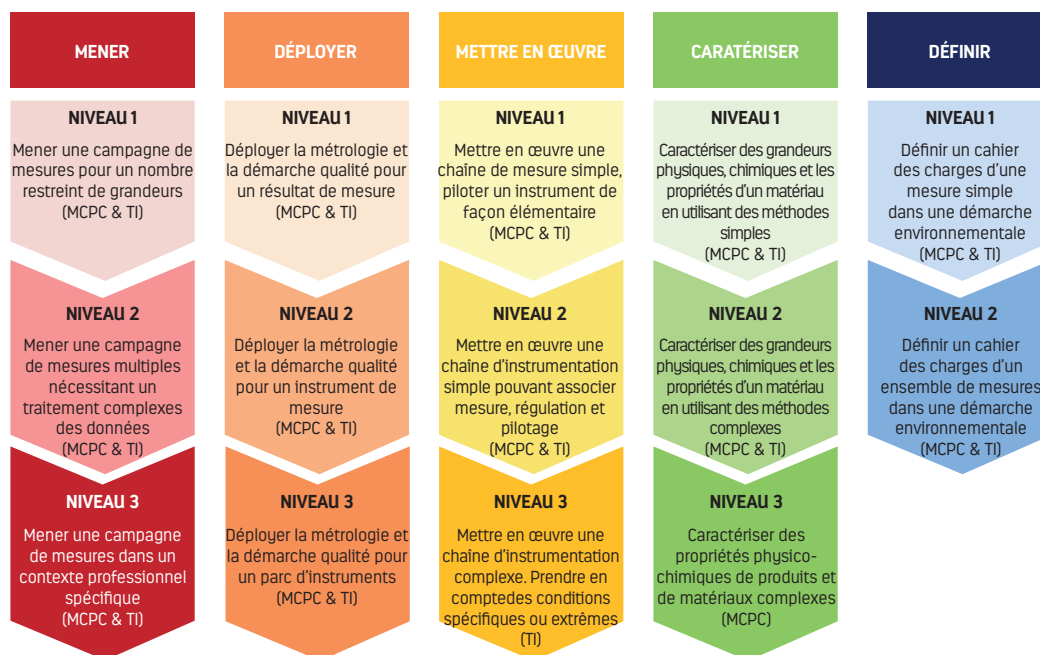 MENER
DÉPLOYER
METTRE EN ŒUVRE
CARATÉRISER
DÉFINIR
NIVEAU 1
Mener une campagne de
mesures pour un nombre
restreint de grandeurs
(MCPC & TI)
NIVEAU 1
Déployer la métrologie et
la démarche qualité pour
un résultat de mesure
(MCPC & TI)
NIVEAU 1
Mettre en œuvre une
chaîne de mesure simple,
piloter un instrument de
façon élémentaire
(MCPC & TI)
NIVEAU 1
Caractériser des grandeurs
physiques, chimiques et les
propriétés d'un matériau
en utilisant des méthodes
simples
(MCPC & TI)
NIVEAU 1
Définir un cahier
des charges d'une
mesure simple
dans une démarche
environnementale
(MCPC & TI)
NIVEAU 2
Mener une campagne
de mesures multiples
nécessitant un
traitement complexes
des données
(MCPC & TI)
NIVEAU 2
Déployer la métrologie
et la démarche qualité
pour un instrument de
mesure
(MCPC & TI)
NIVEAU 2
Mettre en œuvre une
chaîne d'instrumentation
simple pouvant associer
mesure, régulation et
pilotage
(MCPC & TI)
NIVEAU 2
Caractériser des grandeurs
physiques, chimiques et les
propriétés d'un matériau
en utilisant des méthodes
complexes
(MCPC & TI)
NIVEAU 2
Définir un cahier
des charges d'un
ensemble de mesures
dans une démarche
environnementale
(MCPC & TI)
NIVEAU 3
Mener une campagne
de mesures dans un
contexte professionnel
spécifique
(MCPC & TI)
NIVEAU 3
Déployer la métrologie et
la démarche qualité pour
un parc d'instruments
(MCPC & TI)
NIVEAU 3
Mettre en œuvre une
chaîne d'instrumentation
complexe. Prendre en
comptedes conditions
spécifiques ou extrêmes
(TI)
NIVEAU 3
Caractériser des
propriétés physico-
chimiques de produits et
de matériaux complexes
(MCPC)